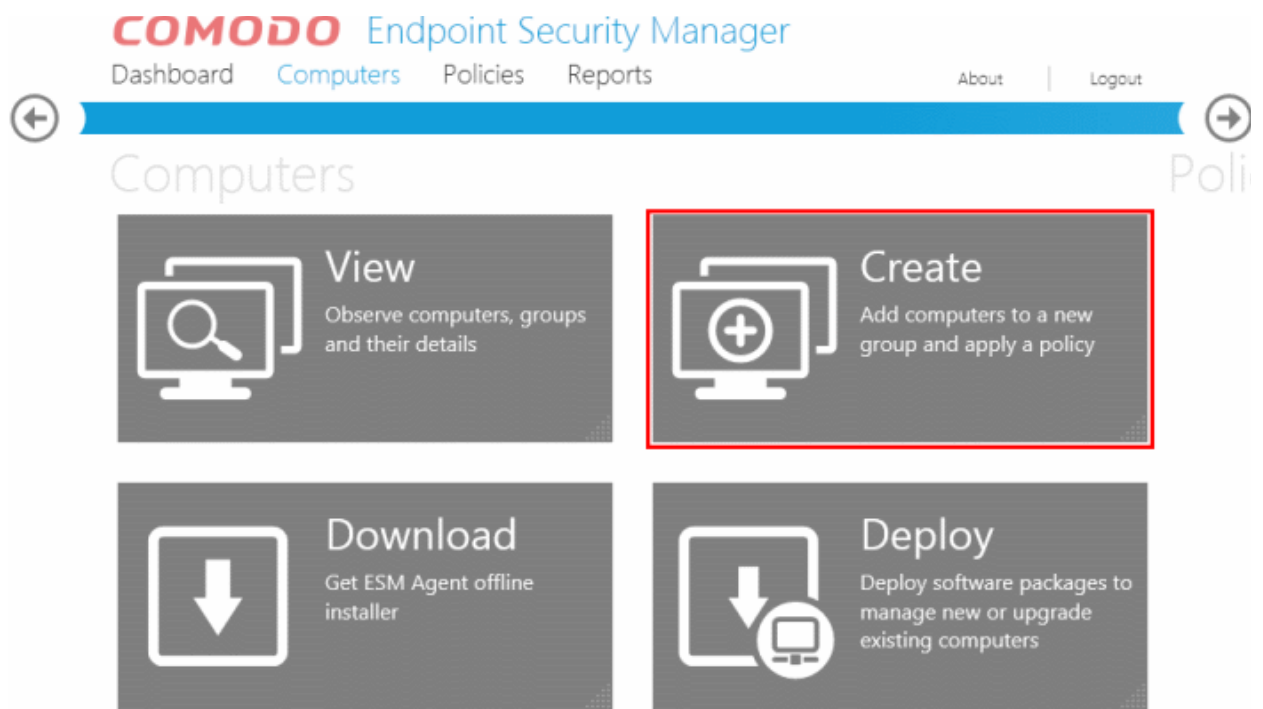 COMODO Endpoint Security Manager
Dashboard Computers Policies Reports About Logout
Computers
Poli
View
Observe computers, groups
and their details
Create
Add computers to a new
group and apply a policy
Download
Get ESM Agent offline
installer
Deploy
Deploy software packages to
manage new or upgrade
existing computers